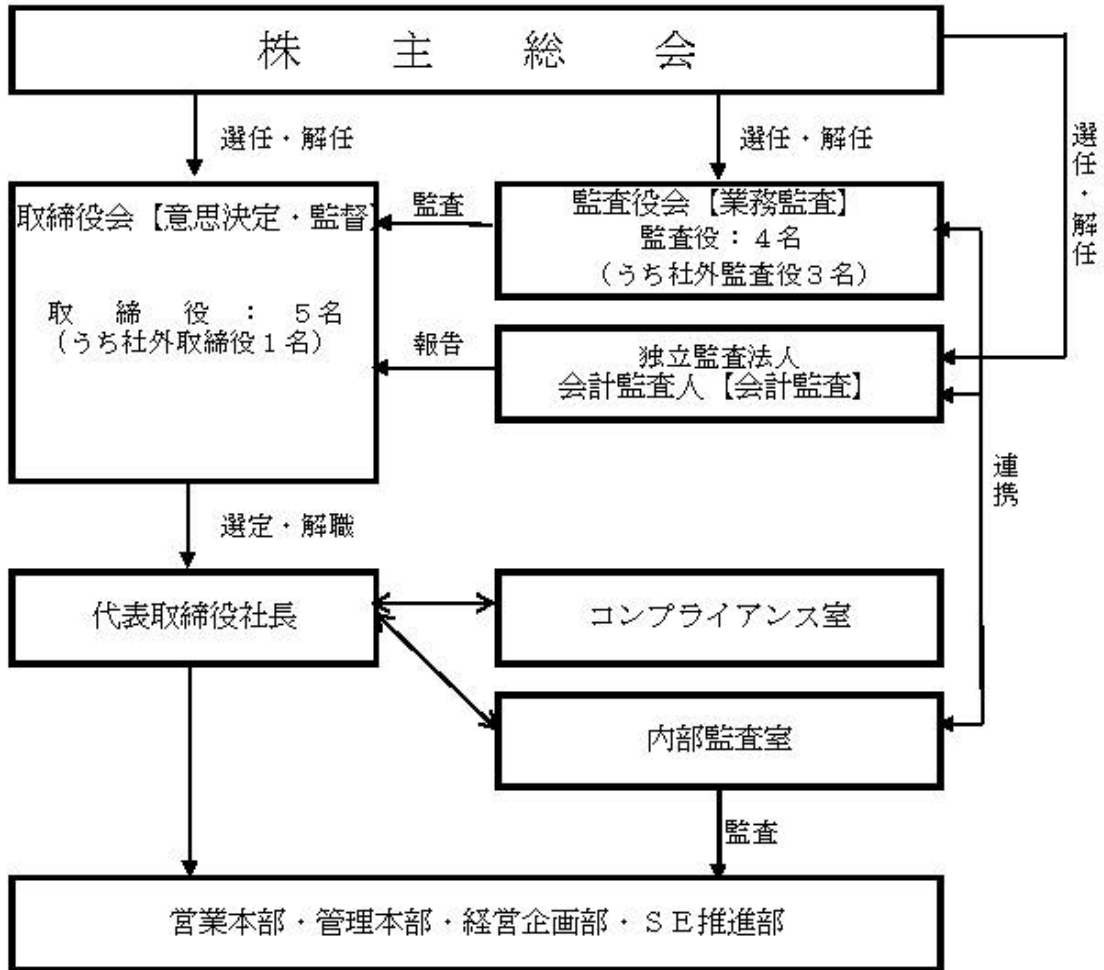 株主総会
選任・解任
選任・解任
選任・解任
取締役会【意思決定・監督】
取締役：５名
(うち社外取締役１名)
監査
監査役会【業務監査】
監査役：４名
（うち社外監査役３名）
報告
独立監査法人
会計監査人【会計監査】
連携
選定・解職
代表取締役社長
コンプライアンス室
内部監査室
監査
営業本部・管理本部・経営企画部・ＳＥ推進部